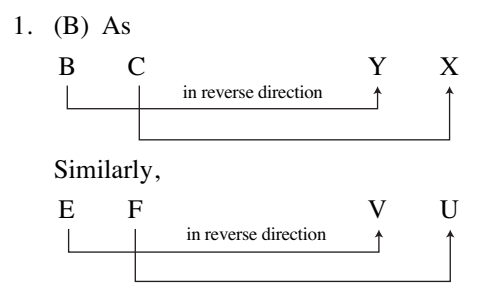 1. (B) As
B C Y X
in reverse direction
Similarly,
E F V U
in reverse direction